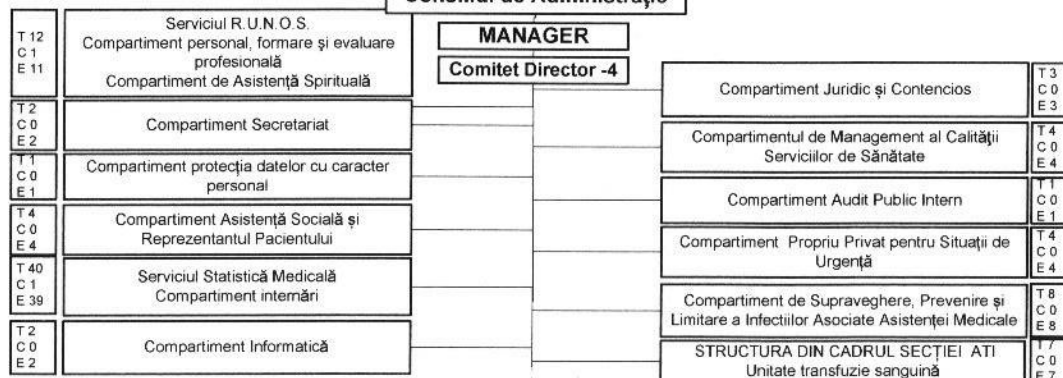 Consiliul de Administrație
MANAGER
Comitet Director -4
T 12
C 1
E 11
Serviciul R.U.N.O.S.
Compartiment personal, formare și evaluare
profesională
Compartiment de Asistență Spirituală
T 2
C 0
E 2
Compartiment Secretariat
T 1
C 0
E 1
Compartiment protecția datelor cu caracter
personal
T 4
C 0
E 4
Compartiment Asistență Socială și
Reprezentantul Pacientului
T 40
C 1
E 39
Serviciul Statistică Medicală
Compartiment internări
T 2
C 0
E 2
Compartiment Informatică
Compartiment Juridic și Contencios
T 3
C 0
E 3
Compartimentul de Management al Calității
Serviciilor de Sănătate
T 4
C 0
E 4
Compartiment Audit Public Intern
T 1
C 0
E 1
Compartiment Propriu Privat pentru Situații de
Urgență
T 4
C 0
E 4
Compartiment de Supraveghere, Prevenire și
Limitare a Infectiilor Asociate Asistenței Medicale
T 8
C 0
E 8
STRUCTURA DIN CADRUL SECȚIEI ATI
Unitate transfuzie sanguină
T 7
C 0
E 7